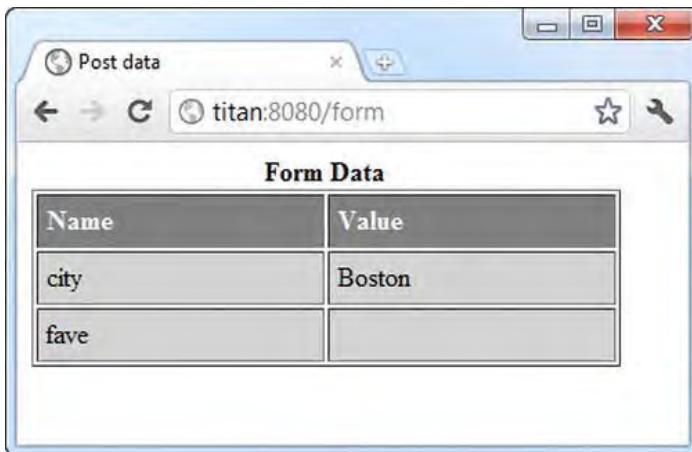 Post data
titan:8080/form
Form Data
Name Value
city Boston
fave